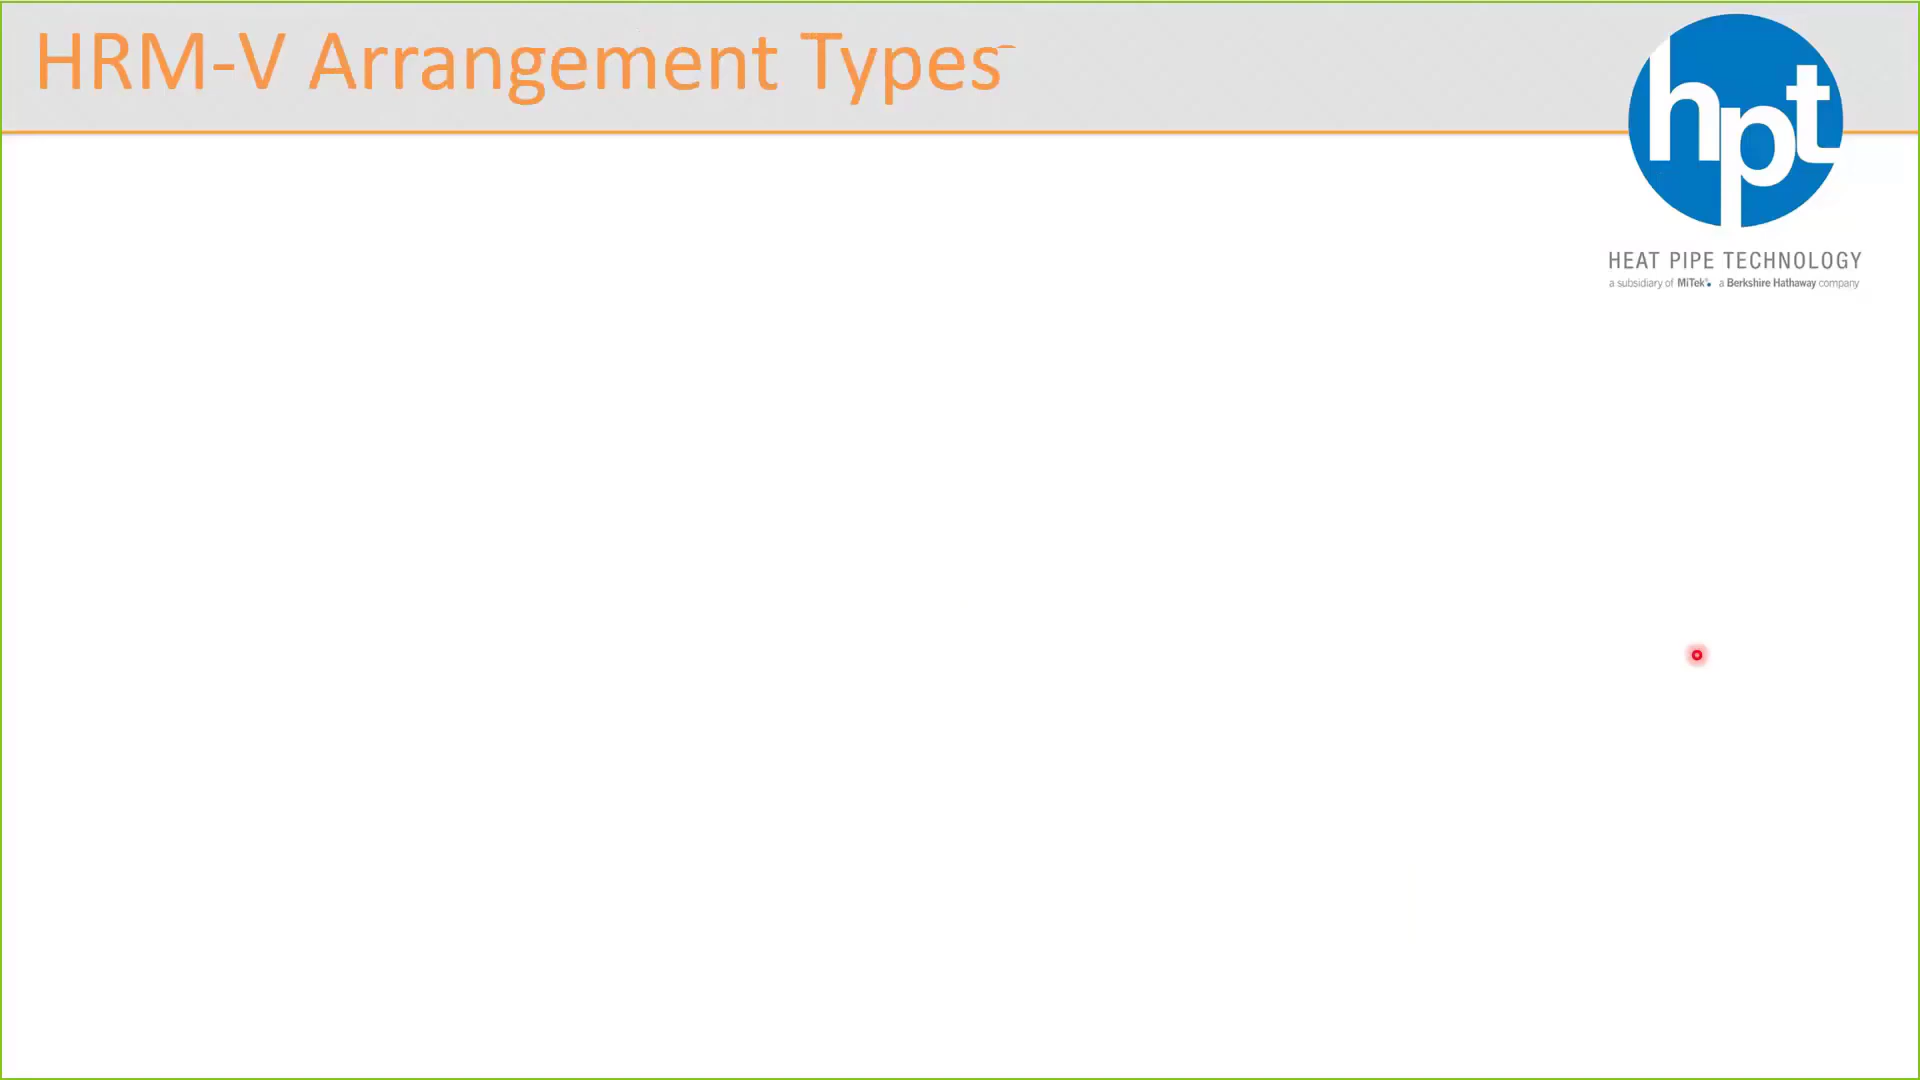 HRM-V Arrangement Types
hpt
HEAT PIPE TECHNOLOGY
a subsidiary of MiTek® a Berkshire Hathaway company